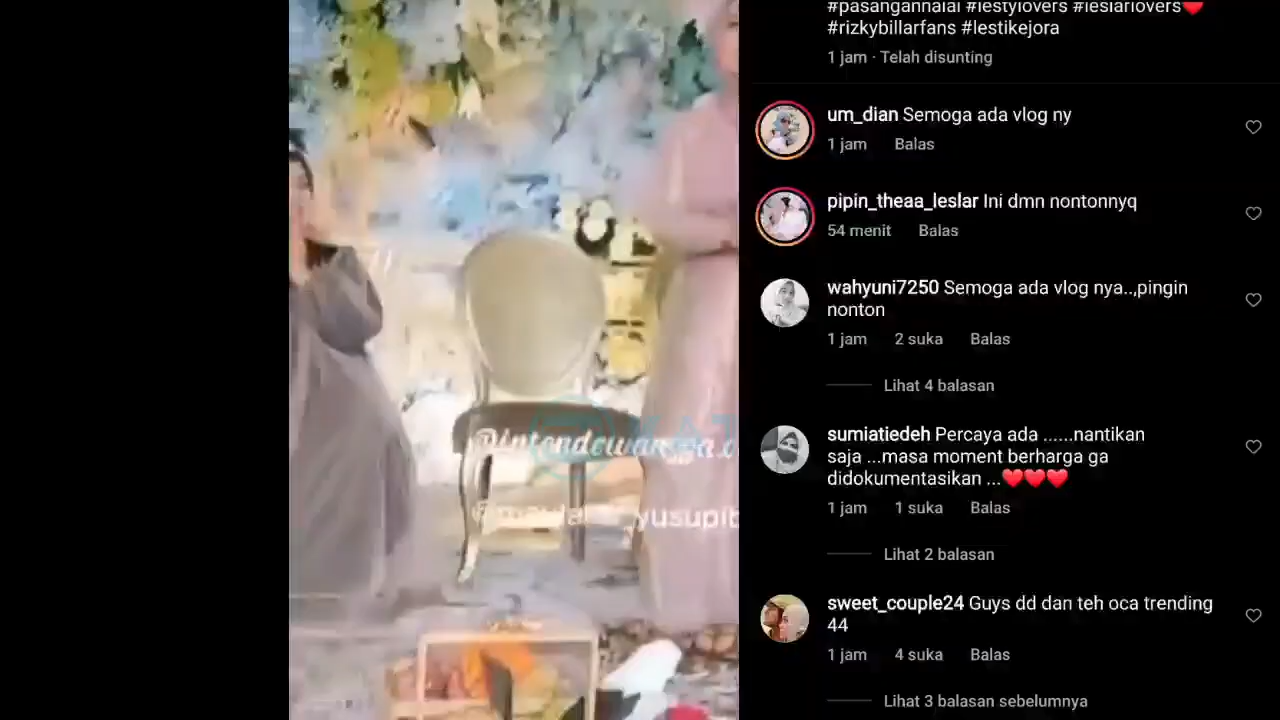 #pasangannalai #lestylovers #leslarlovers❤️
#rizkybillarfans #lestikejora
1 jam · Telah disunting
um_dian Semoga ada vlog ny
1 jam Balas
pipin_theaa_leslar Ini dmn nontonnyq
54 menit Balas
wahyuni7250 Semoga ada vlog nya..,pingin
nonton
1 jam 2 suka Balas
Lihat 4 balasan
sumiatiedeh Percaya ada ......nantikan
saja ...masa moment berharga ga
didokumentasikan ...❤️❤️❤️
1 jam 1 suka Balas
Lihat 2 balasan
sweet_couple24 Guys dd dan teh oca trending
44
1 jam 4 suka Balas
Lihat 3 balasan sebelumnya